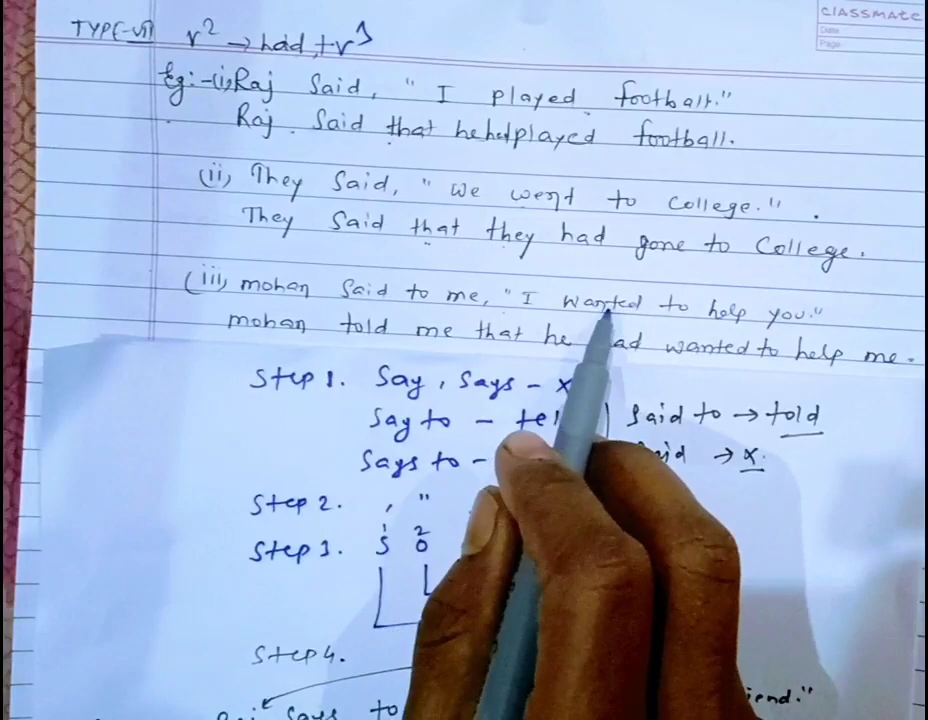 CLASSMATE
Date
Page
TYPE-VII V² → had + V³
Eg:-(i) Raj Said, "I played football."
Raj Said that he had played football.
(ii) They Said, "We went to College."
They Said that they had gone to College.
(iii) mohan Said to me, "I wanted to help you."
mohan told me that he had wanted to help me.
Step 1. Say, Says - x
Say to - tell Said to → told
Says to - Said → x.
Step 2. , "
1 2
Step 3. S O
Step 4.
Says to friend."